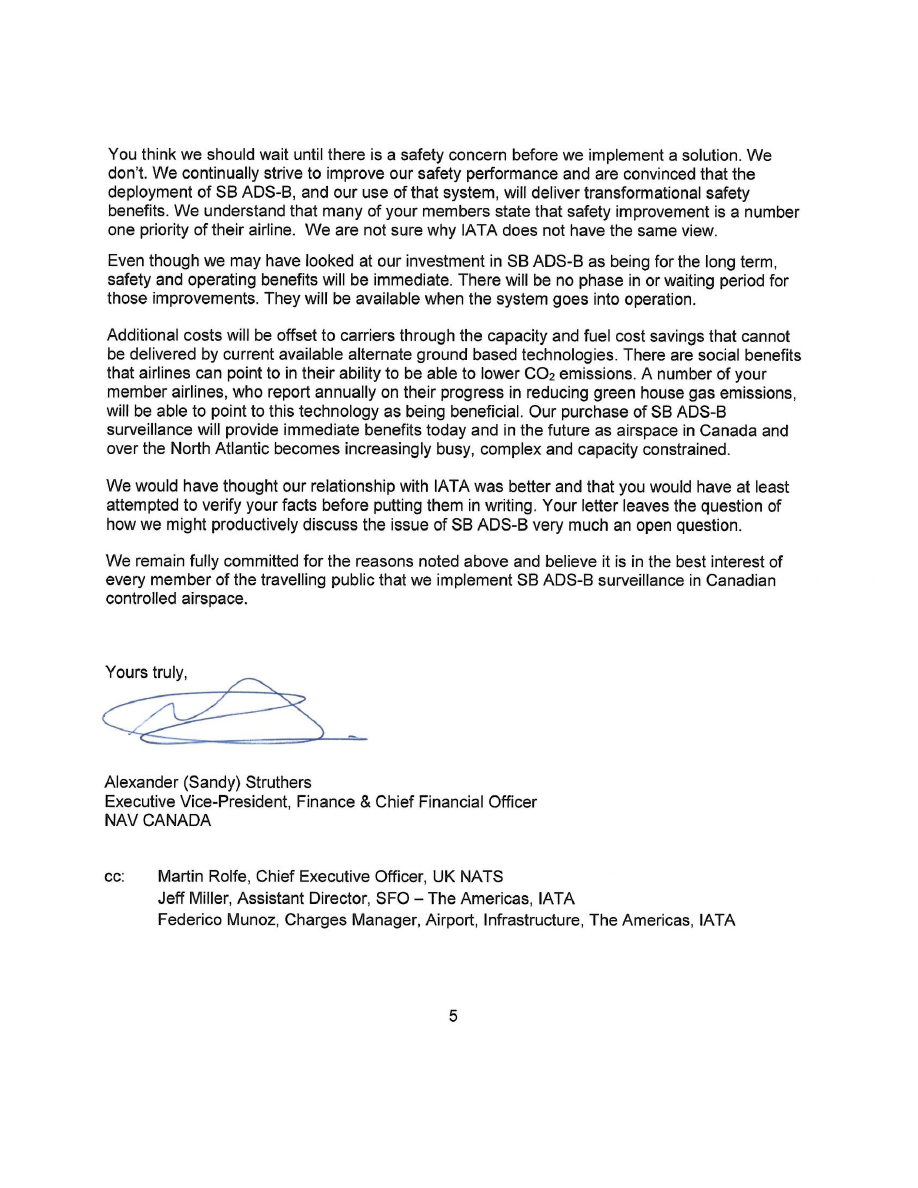 You think we should wait until there is a safety concern before we implement a solution. We
don't. We continually strive to improve our safety performance and are convinced that the
deployment of SB ADS-B, and our use of that system, will deliver transformational safety
benefits. We understand that many of your members state that safety improvement is a number
one priority of their airline.  We are not sure why IATA does not have the same view.
Even though we may have looked at our investment in SB ADS-B as being for the long term,
safety and operating benefits will be immediate. There will be no phase in or waiting period for
those improvements. They will be available when the system goes into operation.
Additional costs will be offset to carriers through the capacity and fuel cost savings that cannot
be delivered by current available alternate ground based technologies. There are social benefits
that airlines can point to in their ability to be able to lower CO₂ emissions. A number of your
member airlines, who report annually on their progress in reducing green house gas emissions,
will be able to point to this technology as being beneficial. Our purchase of SB ADS-B
surveillance will provide immediate benefits today and in the future as airspace in Canada and
over the North Atlantic becomes increasingly busy, complex and capacity constrained.
We would have thought our relationship with IATA was better and that you would have at least
attempted to verify your facts before putting them in writing. Your letter leaves the question of
how we might productively discuss the issue of SB ADS-B very much an open question.
We remain fully committed for the reasons noted above and believe it is in the best interest of
every member of the travelling public that we implement SB ADS-B surveillance in Canadian
controlled airspace.
Yours truly,
Alexander (Sandy) Struthers
Executive Vice-President, Finance & Chief Financial Officer
NAV CANADA
cc: Martin Rolfe, Chief Executive Officer, UK NATS
Jeff Miller, Assistant Director, SFO – The Americas, IATA
Federico Munoz, Charges Manager, Airport, Infrastructure, The Americas, IATA
5